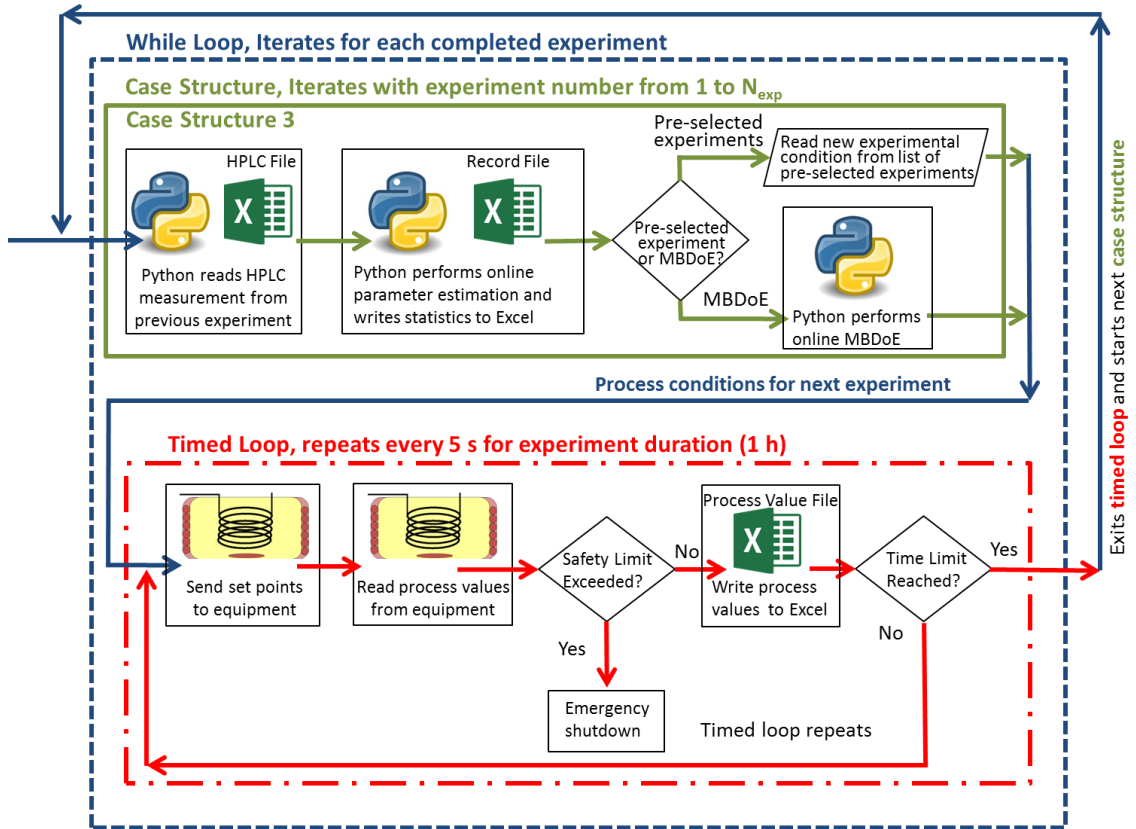 While Loop, Iterates for each completed experiment
Case Structure, Iterates with experiment number from 1 to Nexp
Case Structure 3
HPLC File
X
Python reads HPLC
measurement from
previous experiment
Record File
X
Python performs online
parameter estimation and
writes statistics to Excel
Pre-selected
experiment
or MBDoE?
Pre-selected
experiments
Read new experimental
condition from list of
pre-selected experiments
MBDoE
Python performs
online MBDoE
Process conditions for next experiment
Timed Loop, repeats every 5 s for experiment duration (1 h)
Send set points
to equipment
Read process values
from equipment
Safety Limit
Exceeded?
No
Yes
Emergency
shutdown
Process Value File
X
Write process
values to Excel
Time Limit
Reached?
Yes
No
Timed loop repeats
Exits timed loop and starts next case structure